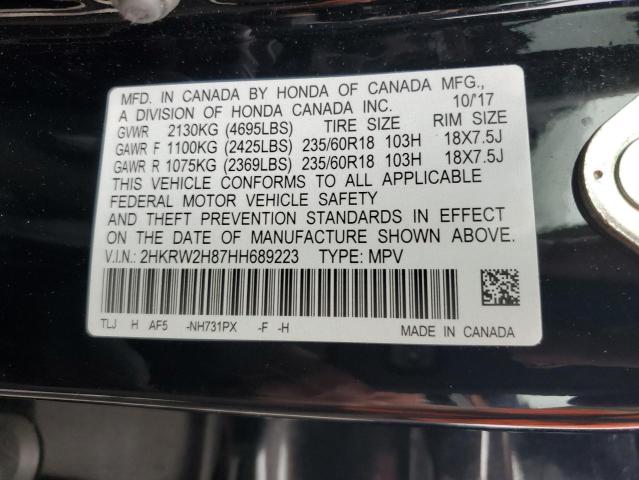 MFD. IN CANADA BY HONDA OF CANADA MFG.,
A DIVISION OF HONDA CANADA INC. 10/17
GVWR 2130KG (4695LBS) TIRE SIZE RIM SIZE
GAWR F 1100KG (2425LBS) 235/60R18 103H 18X7.5J
GAWR R 1075KG (2369LBS) 235/60R18 103H 18X7.5J
THIS VEHICLE CONFORMS TO ALL APPLICABLE
FEDERAL MOTOR VEHICLE SAFETY
AND THEFT PREVENTION STANDARDS IN EFFECT
ON THE DATE OF MANUFACTURE SHOWN ABOVE.
V.I.N.: 2HKRW2H87HH689223 TYPE: MPV
TLJ H AF5 -NH731PX -F -H
MADE IN CANADA